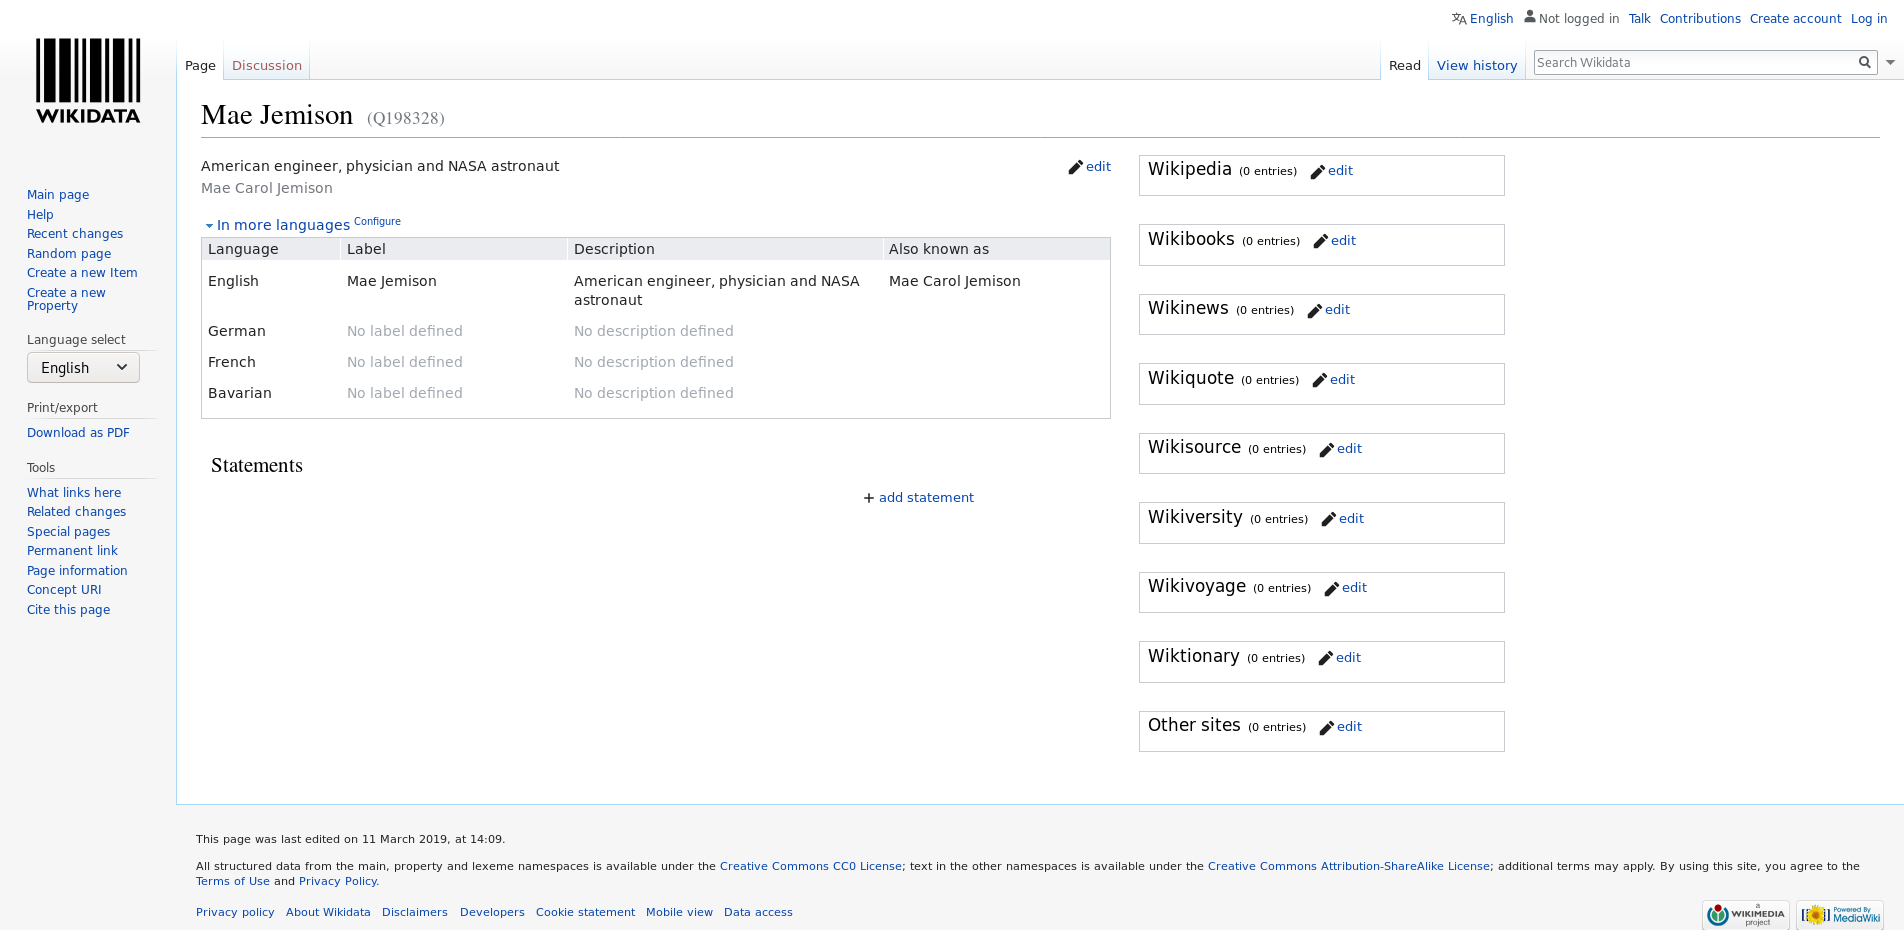 English Not logged in Talk Contributions Create account Log in
WIKIDATA
Page Discussion Read View history Search Wikidata
Mae Jemison (Q198328)
Main page
Help
Recent changes
Random page
Create a new Item
Create a new
Property
Language select
English
Print/export
Download as PDF
Tools
What links here
Related changes
Special pages
Permanent link
Page information
Concept URI
Cite this page
American engineer, physician and NASA astronaut edit
Mae Carol Jemison
In more languages Configure
Language Label Description Also known as
English Mae Jemison American engineer, physician and NASA Mae Carol Jemison
astronaut
German No label defined No description defined
French No label defined No description defined
Bavarian No label defined No description defined
Statements
+ add statement
Wikipedia (0 entries) edit
Wikibooks (0 entries) edit
Wikinews (0 entries) edit
Wikiquote (0 entries) edit
Wikisource (0 entries) edit
Wikiversity (0 entries) edit
Wikivoyage (0 entries) edit
Wiktionary (0 entries) edit
Other sites (0 entries) edit
This page was last edited on 11 March 2019, at 14:09.
All structured data from the main, property and lexeme namespaces is available under the Creative Commons CC0 License; text in the other namespaces is available under the Creative Commons Attribution-ShareAlike License; additional terms may apply. By using this site, you agree to the
Terms of Use and Privacy Policy.
Privacy policy About Wikidata Disclaimers Developers Cookie statement Mobile view Data access
a
WIKIMEDIA
project
Powered By
MediaWiki